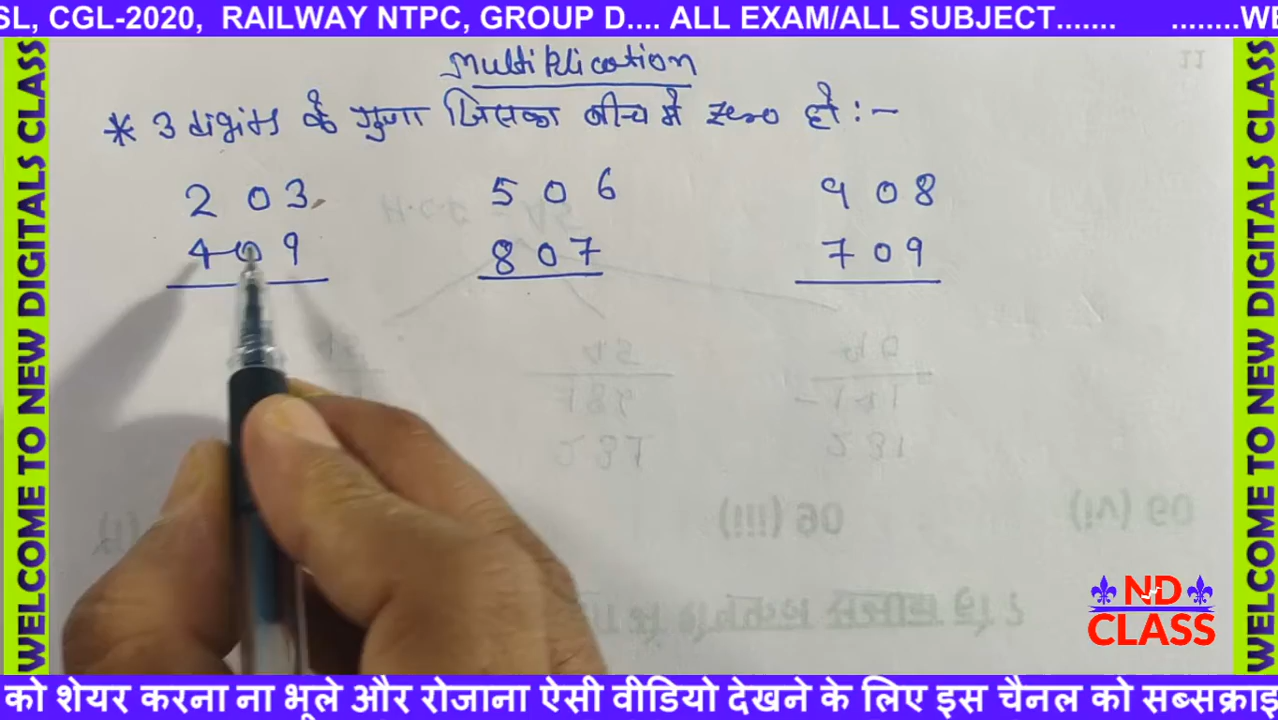 SL, CGL-2020, RAILWAY NTPC, GROUP D.... ALL EXAM/ALL SUBJECT....... ........WE
WELCOME TO NEW DIGITALS CLASS
Multiplication
* 3 digits के गुणा जिसका बीच में zero हो :-
2 0 3 5 0 6 9 0 8
4 0 9 8 0 7 7 0 9
ND
CLASS
WELCOME TO NEW DIGITALS CLASS
को शेयर करना ना भूले और रोजाना ऐसी वीडियो देखने के लिए इस चैनल को सब्सक्राइ